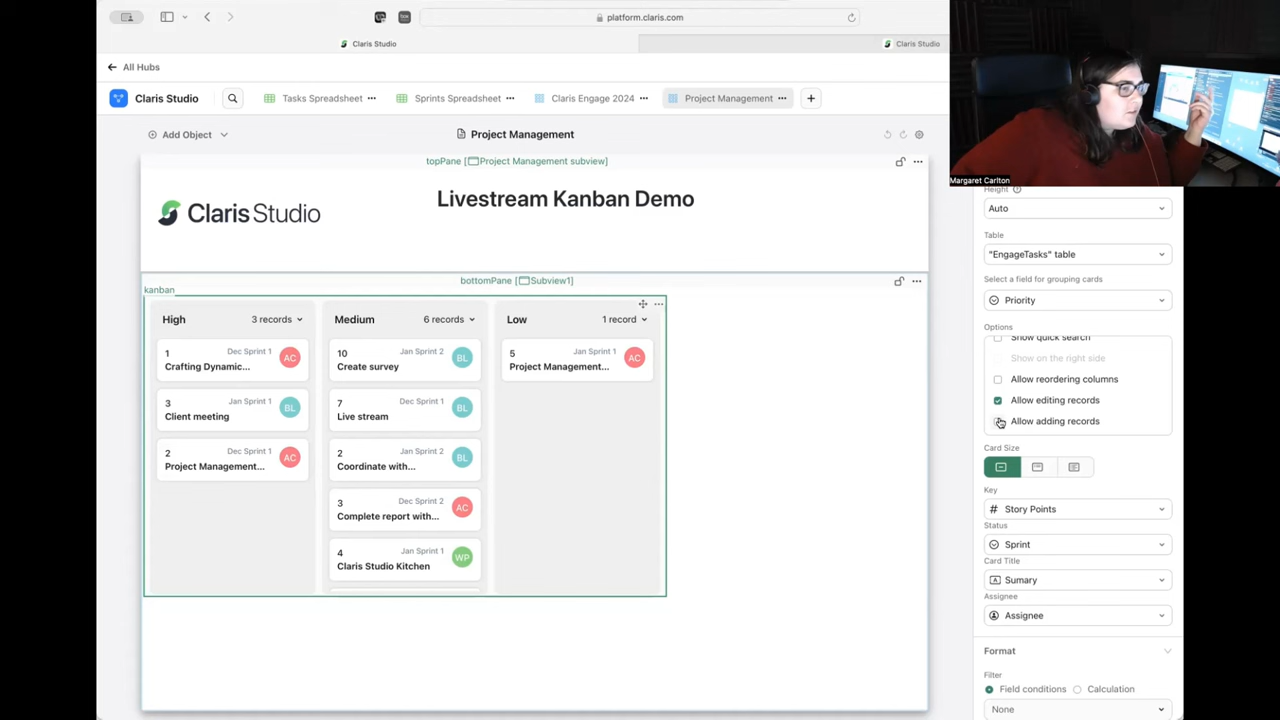 platform.claris.com
Claris Studio
Claris Studio
All Hubs
Claris Studio
Tasks Spreadsheet
Sprints Spreadsheet
Claris Engage 2024
Project Management
Margaret Carlton
Add Object
Project Management
topPane [Project Management subview]
Claris Studio
Livestream Kanban Demo
bottomPane [Subview1]
kanban
High
3 records
1
Dec Sprint 1
Crafting Dynamic...
AC
3
Jan Sprint 1
Client meeting
BL
2
Dec Sprint 1
Project Management...
AC
Medium
6 records
10
Jan Sprint 2
Create survey
BL
7
Dec Sprint 1
Live stream
BL
2
Jan Sprint 2
Coordinate with...
BL
3
Dec Sprint 2
Complete report with...
AC
4
Jan Sprint 1
Claris Studio Kitchen
WP
Low
1 record
5
Jan Sprint 1
Project Management...
AC
Height
Auto
Table
"EngageTasks" table
Select a field for grouping cards
Priority
Options
Show quick search
Show on the right side
Allow reordering columns
Allow editing records
Allow adding records
Card Size
Key
Story Points
Status
Sprint
Card Title
Sumary
Assignee
Assignee
Format
Filter
Field conditions
Calculation
None